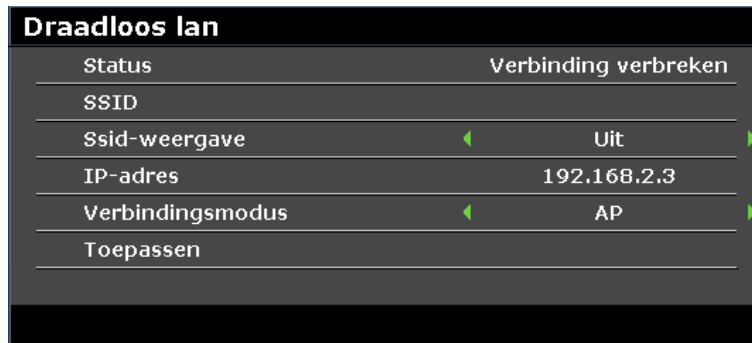 Draadloos lan
Status Verbinding verbreken
SSID
Ssid-weergave Uit
IP-adres 192.168.2.3
Verbindingsmodus AP
Toepassen